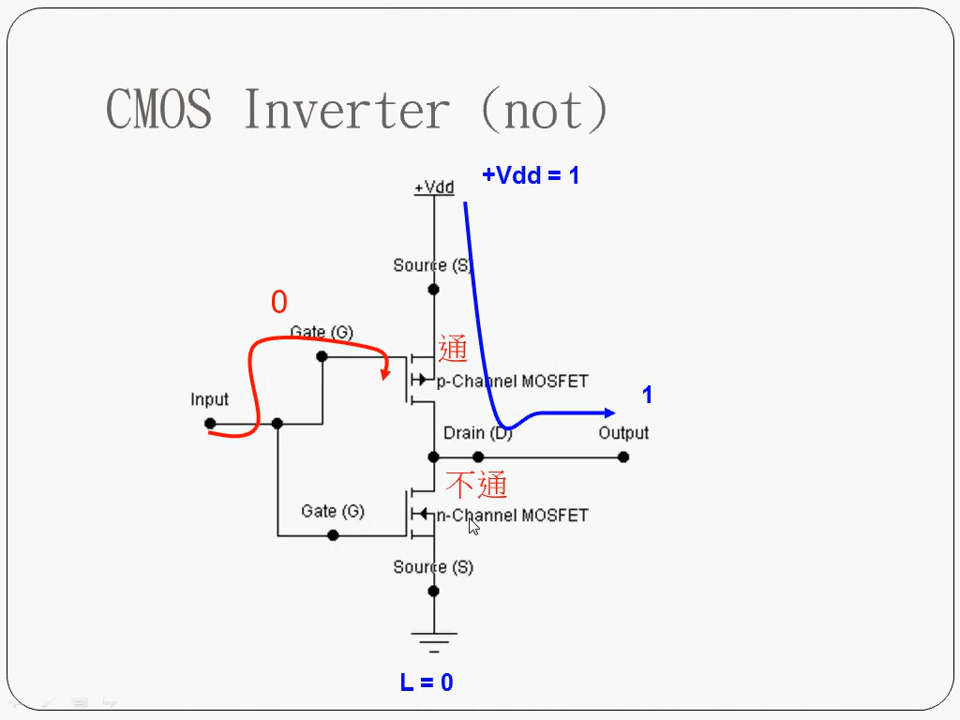 CMOS Inverter (not)
+Vdd = 1
+Vdd
Source (S)
0
Gate (G)
通
p-Channel MOSFET
Input
1
Drain (D)
Output
不通
Gate (G)
n-Channel MOSFET
Source (S)
L = 0